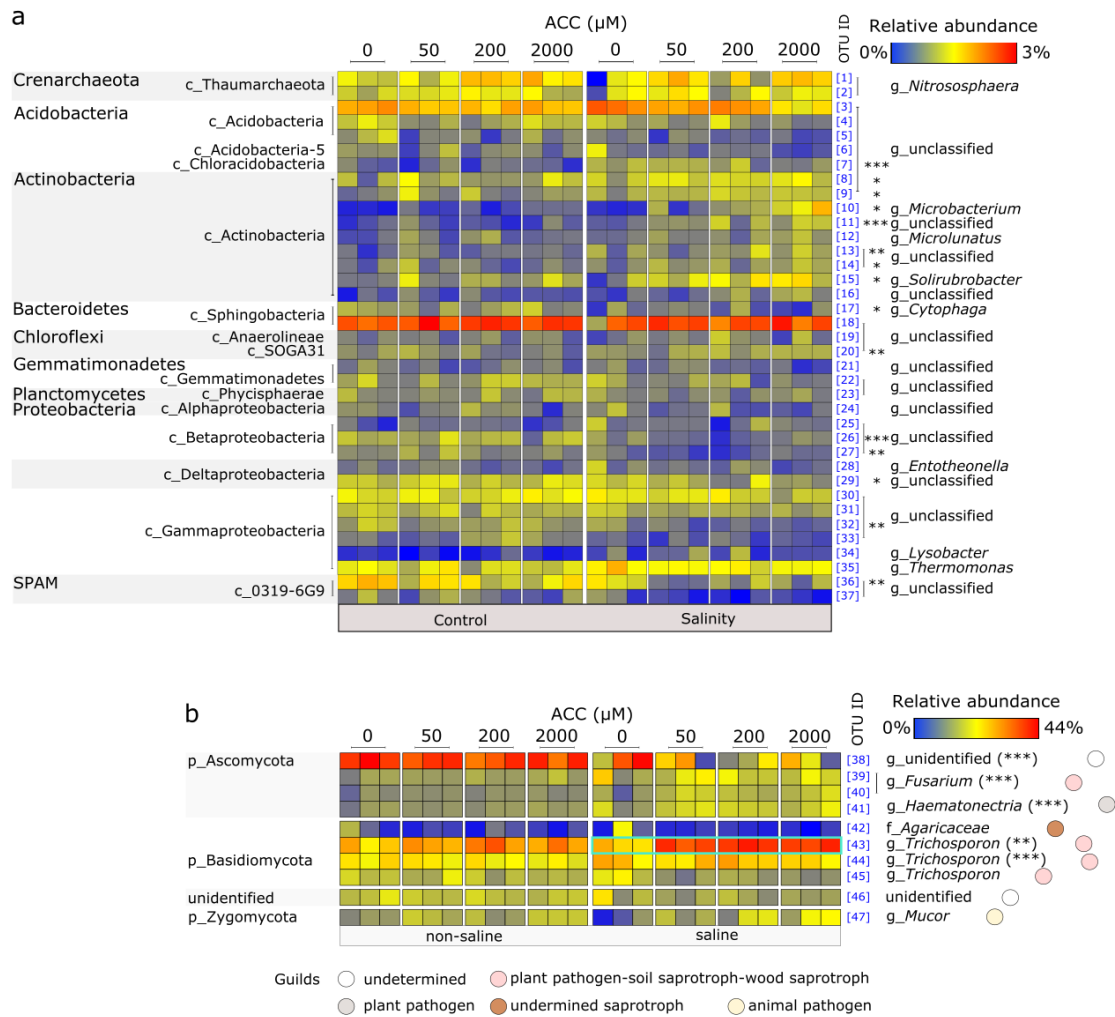 a
ACC (µM)
OTU ID
Relative abundance
0% 3%
0 50 200 2000 0 50 200 2000
Crenarchaeota
c_Thaumarchaeota
[1]
[2]
g_Nitrososphaera
Acidobacteria
[3]
c_Acidobacteria
[4]
[5]
c_Acidobacteria-5
[6]
g_unclassified
c_Chloracidobacteria
[7] ***
Actinobacteria
[8] *
[9] *
[10] * g_Microbacterium
[11] *** g_unclassified
c_Actinobacteria
[12] g_Microlunatus
[13] **
g_unclassified
[14] *
[15] * g_Solirubrobacter
[16] g_unclassified
Bacteroidetes
c_Sphingobacteria
[17] * g_Cytophaga
[18]
Chloroflexi
c_Anaerolineae
[19]
g_unclassified
c_SOGA31
[20] **
Gemmatimonadetes
[21] g_unclassified
c_Gemmatimonadetes
[22]
g_unclassified
Planctomycetes
c_Phycisphaerae
[23]
Proteobacteria
c_Alphaproteobacteria
[24] g_unclassified
[25]
c_Betaproteobacteria
[26] *** g_unclassified
[27] **
c_Deltaproteobacteria
[28] g_Entotheonella
[29] * g_unclassified
[30]
[31]
g_unclassified
c_Gammaproteobacteria
[32] **
[33]
[34] g_Lysobacter
[35] g_Thermomonas
SPAM
c_0319-6G9
[36] **
g_unclassified
[37]
Control Salinity
b
ACC (µM)
OTU ID
Relative abundance
0% 44%
0 50 200 2000 0 50 200 2000
p_Ascomycota
[38] g_unidentified (***)
[39]
g_Fusarium (***)
[40]
[41] g_Haematonectria (***)
[42] f_Agaricaceae
[43] g_Trichosporon (**)
p_Basidiomycota
[44] g_Trichosporon (***)
[45] g_Trichosporon
unidentified
[46] unidentified
p_Zygomycota
[47] g_Mucor
non-saline saline
Guilds undetermined plant pathogen-soil saprotroph-wood saprotroph
plant pathogen undermined saprotroph animal pathogen